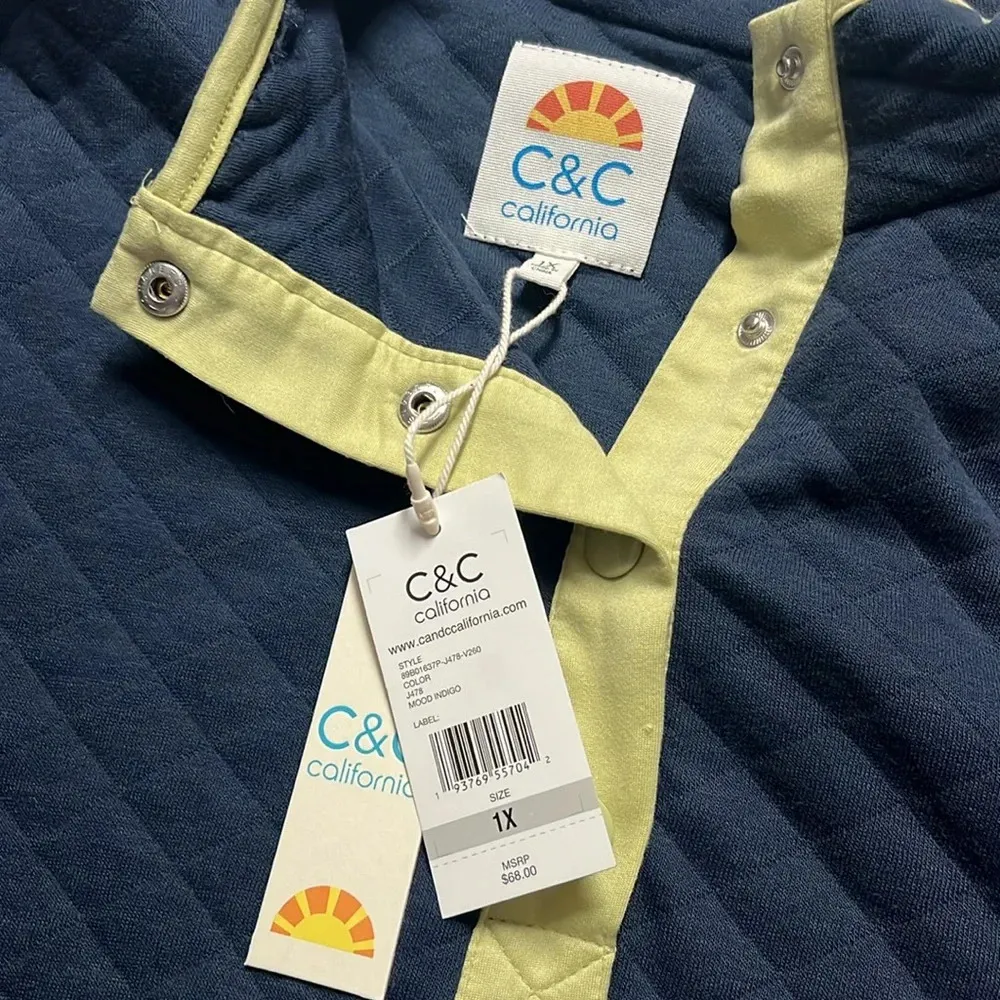 C&C
california
1X
C&C
california
www.candccalifornia.com
STYLE
89B01637P-J478-V260
COLOR
J478
MOOD INDIGO
LABEL:
1 93769 55704 2
SIZE
1X
MSRP
$68.00
C&C
california